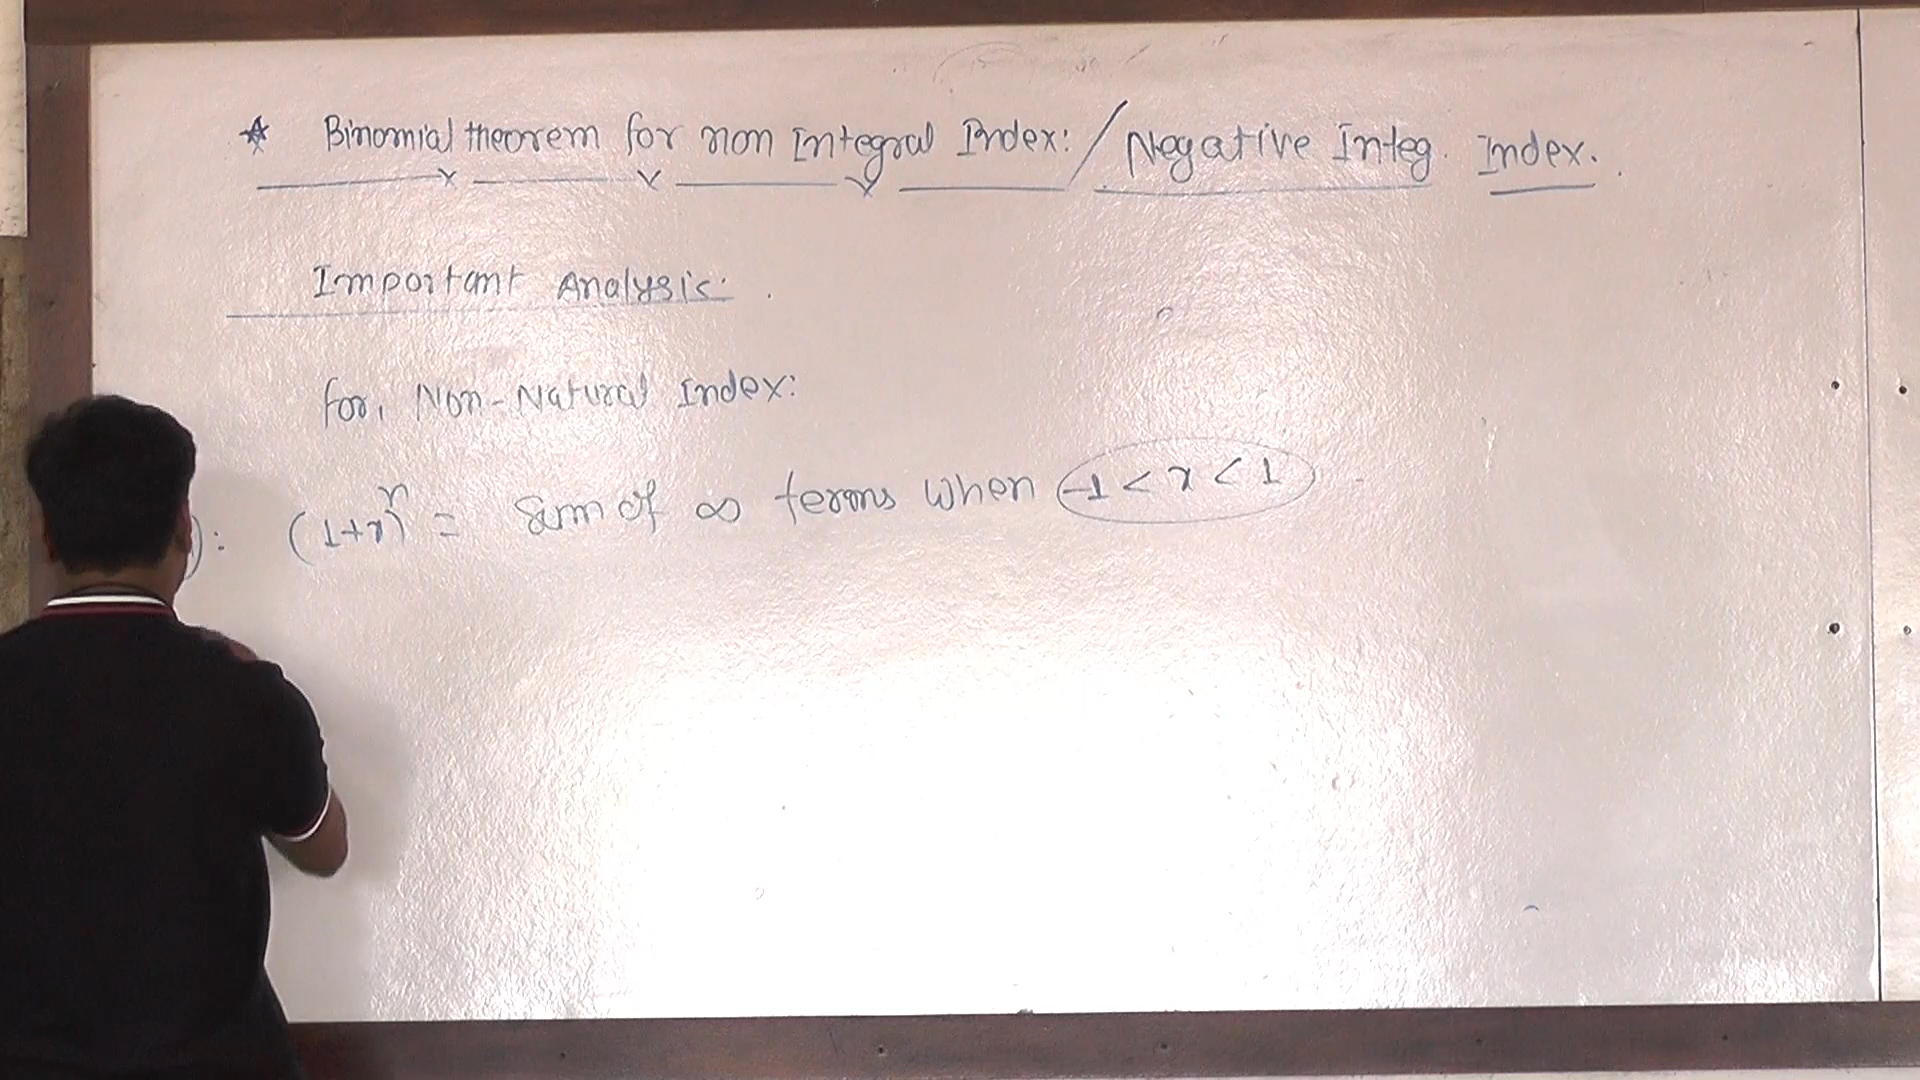 * Binomial theorem for non Integral Index: / Negative Integ. Index.
Important Analysis:
for, Non-Natural Index:
): (1+x)^n = Sum of ∞ terms when -1 < x < 1